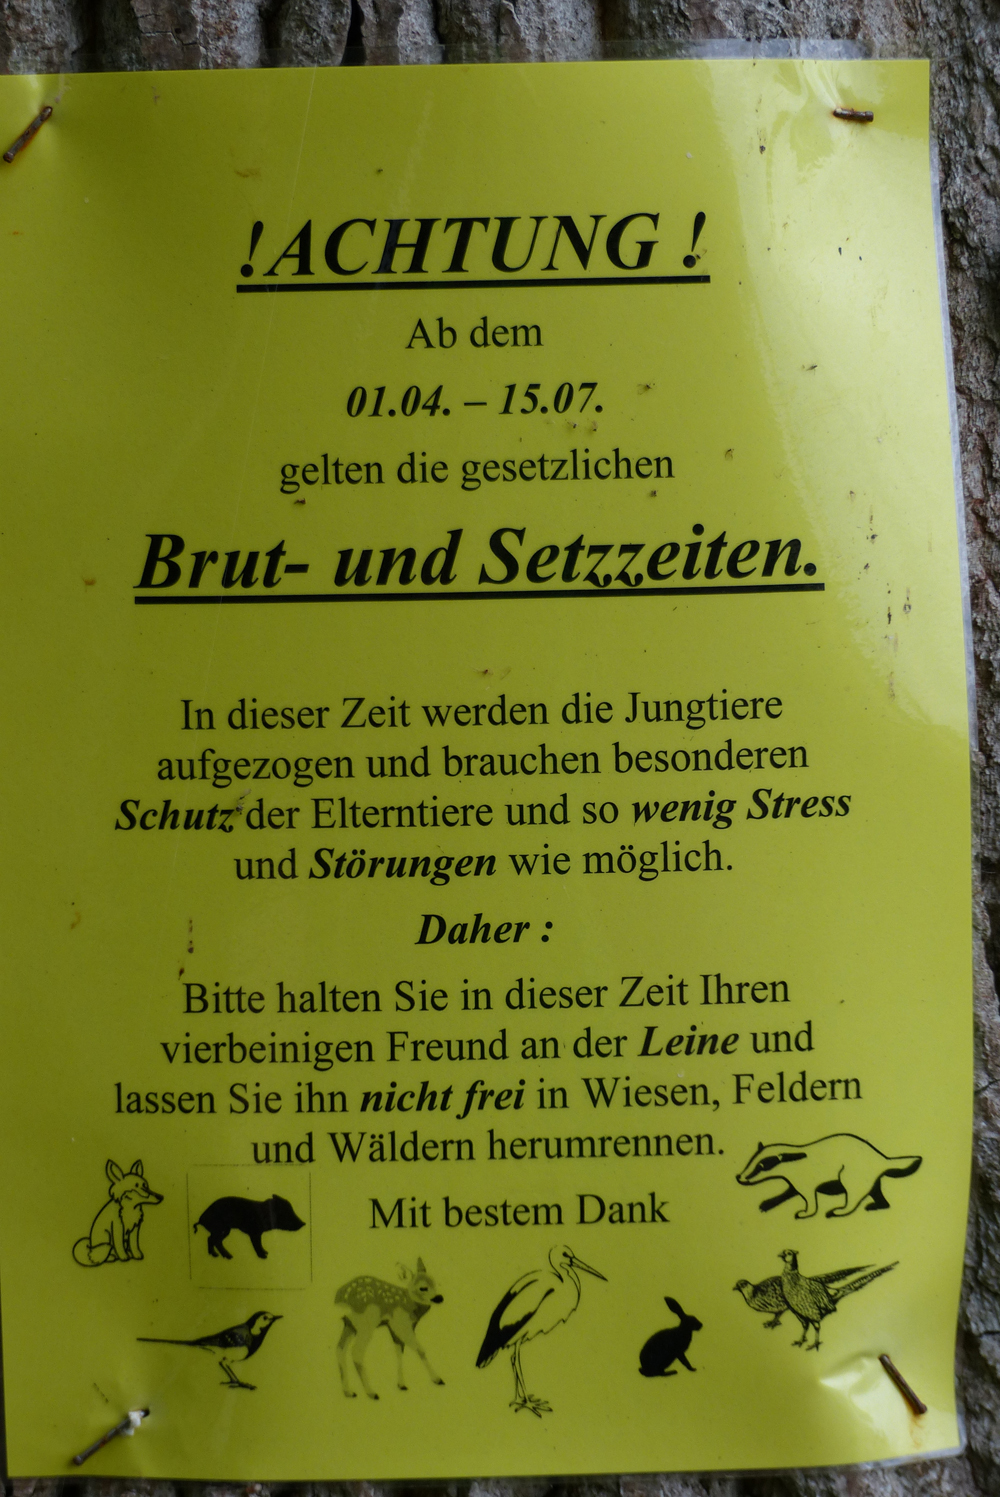 !ACHTUNG !
Ab dem
01.04. – 15.07.
gelten die gesetzlichen
Brut- und Setzzeiten.
In dieser Zeit werden die Jungtiere
aufgezogen und brauchen besonderen
Schutz der Elterntiere und so wenig Stress
und Störungen wie möglich.
Daher :
Bitte halten Sie in dieser Zeit Ihren
vierbeinigen Freund an der Leine und
lassen Sie ihn nicht frei in Wiesen, Feldern
und Wäldern herumrennen.
Mit bestem Dank